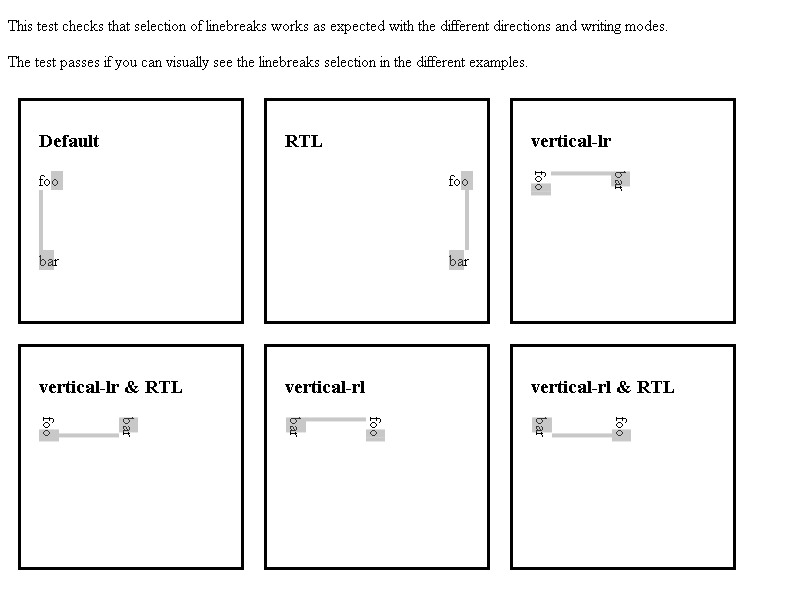 This test checks that selection of linebreaks works as expected with the different directions and writing modes.
The test passes if you can visually see the linebreaks selection in the different examples.
Default
foo
bar
RTL
foo
bar
vertical-lr
foo
bar
vertical-lr & RTL
foo
bar
vertical-rl
foo
bar
vertical-rl & RTL
foo
bar